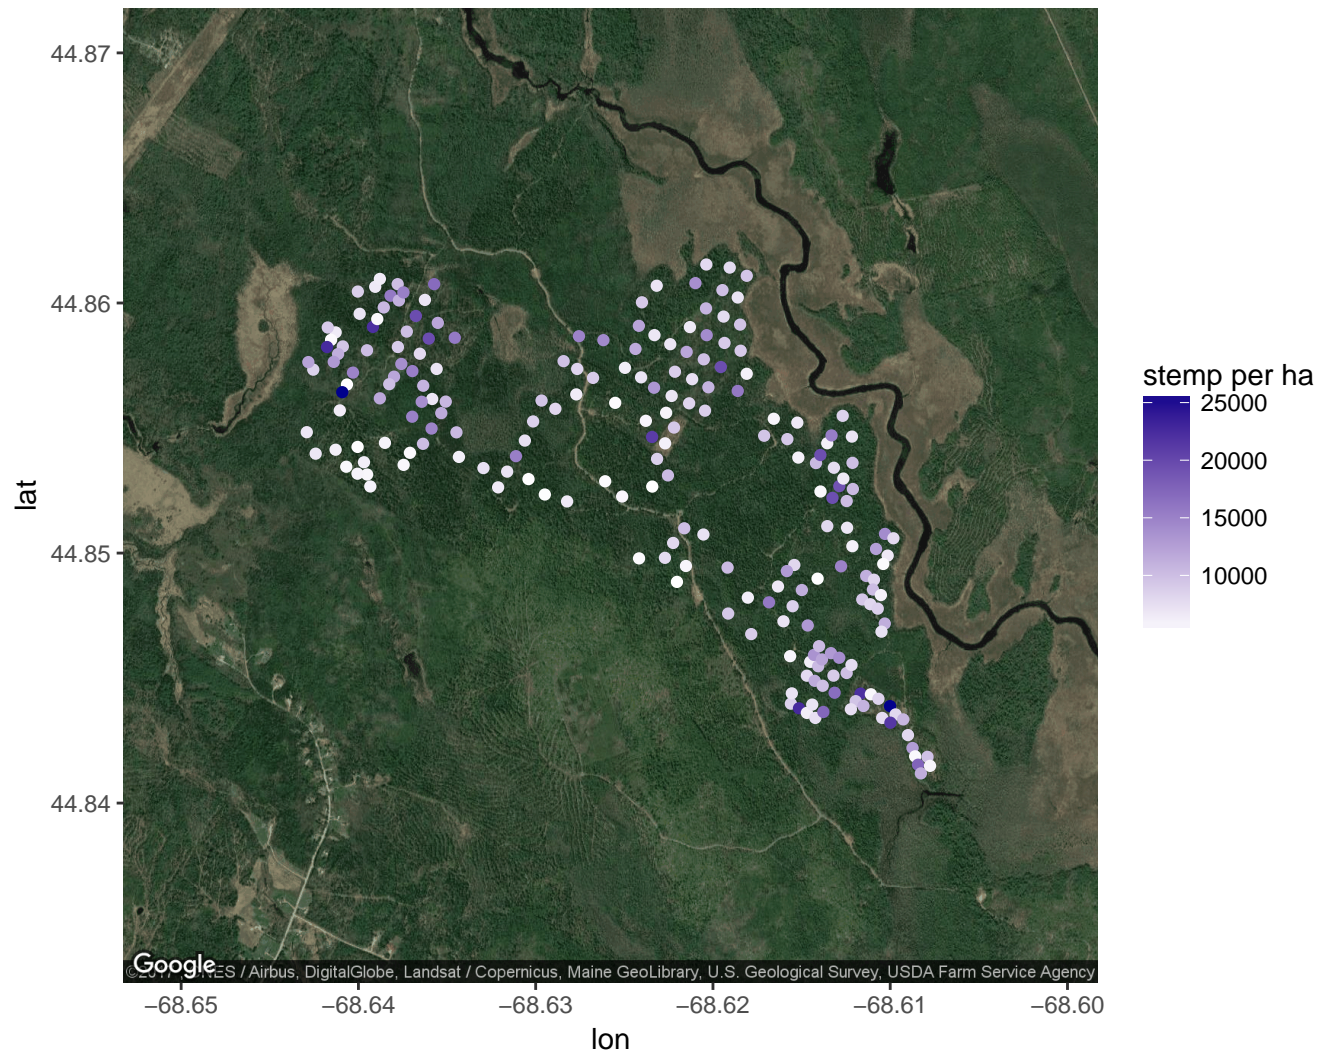 44.87
44.86
44.85
44.84
lat
−68.65
−68.64
−68.63
−68.62
−68.61
−68.60
lon
stemp per ha
25000
20000
15000
10000
Google
/ Airbus, DigitalGlobe, Landsat / Copernicus, Maine GeoLibrary, U.S. Geological Survey, USDA Farm Service Agency